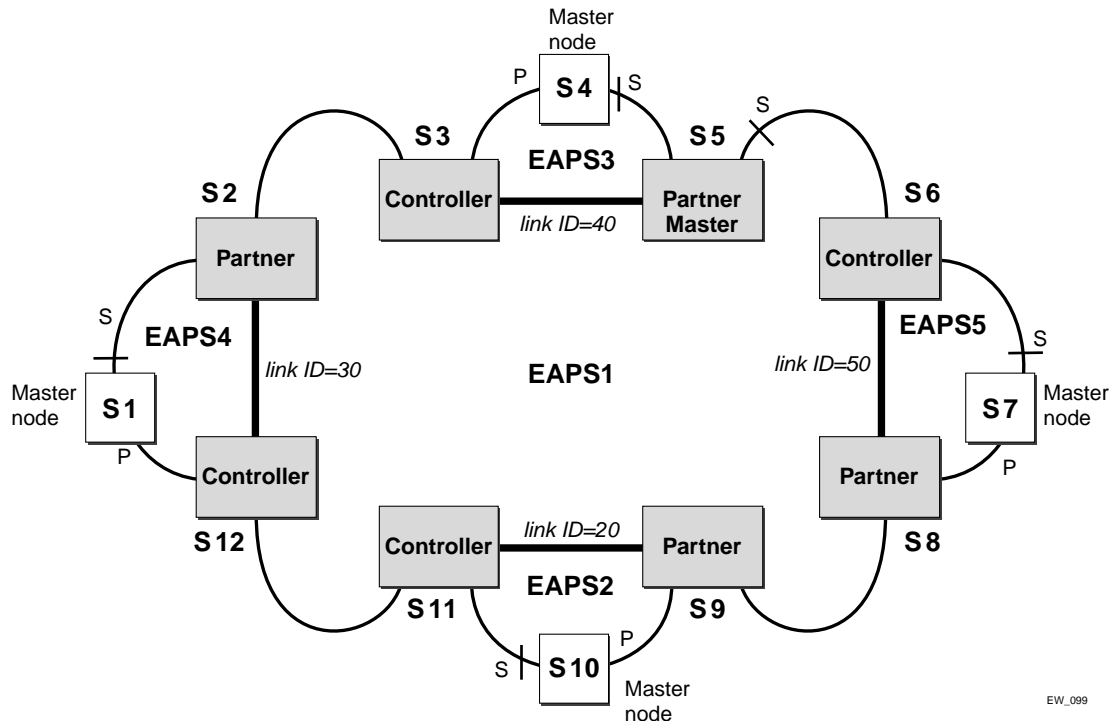 Master
node
P
S4
S
S
S3
S5
EAPS3
S2
Controller
Partner
Master
S6
link ID=40
Partner
Controller
S
EAPS4
EAPS5
S
link ID=30
EAPS1
link ID=50
Master
node
S1
S7
Master
node
P
P
Controller
Partner
S12
link ID=20
S8
Controller
Partner
EAPS2
S11
S9
P
S
S10
Master
node
EW_099